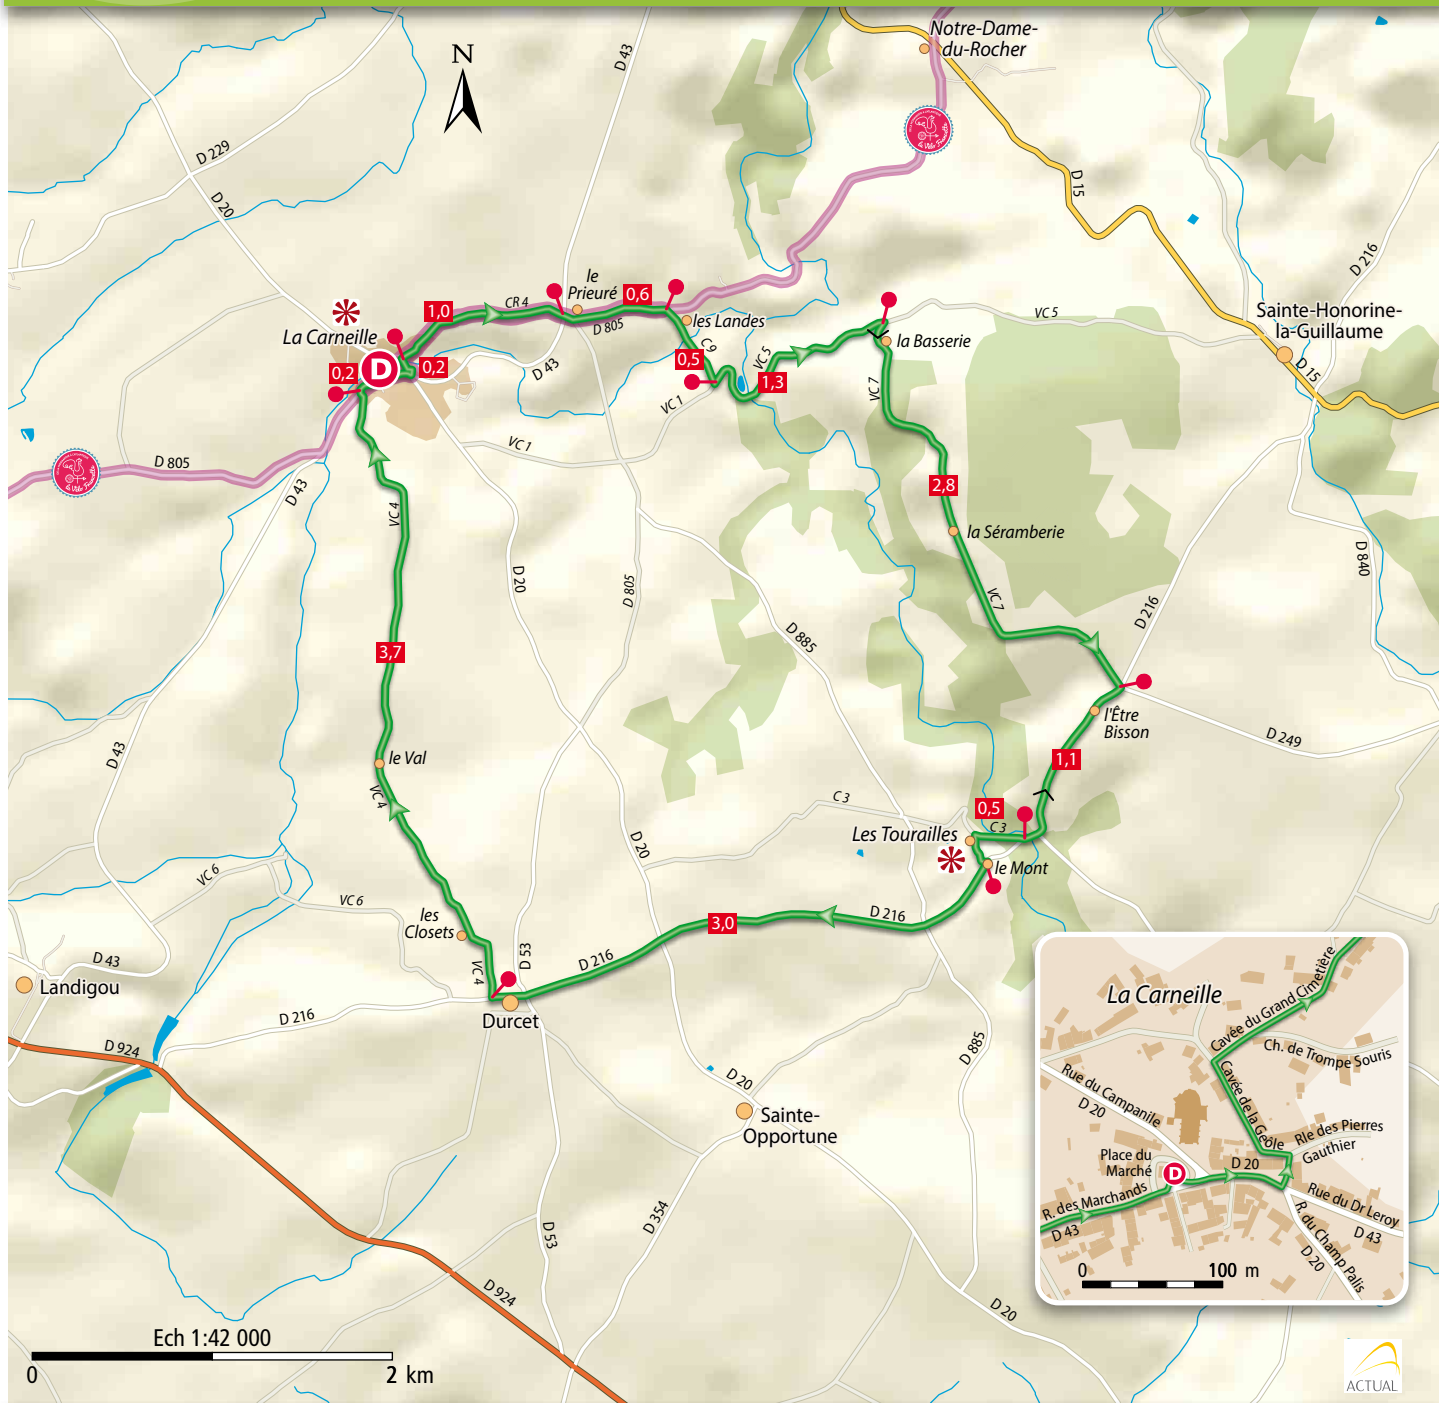 Notre-Dame-
du-Rocher
N
D 43
D 229
D 20
D 15
D 216
le
Prieuré
0,6
CR 4
1,0
D 805
les Landes
VC 5
Sainte-Honorine-
la-Guillaume
La Carneille
la Basserie
C 9
VC 5
D 15
0,2
D
0,2
D 43
0,5
1,3
VC 7
VC 1
VC 1
D 805
D 43
2,8
VC 4
la Séramberie
D 840
D 20
D 805
VC 7
D 216
D 885
3,7
l'Être
Bisson
D 249
D 43
le Val
1,1
VC 4
C 3
0,5
C 3
Les Tourailles
D 20
le Mont
VC 6
VC 6
les
Closets
3,0
D 216
D 53
D 216
VC 4
D 43
Landigou
Durcet
D 216
D 924
D 885
D 20
Sainte-
Opportune
D 354
D 53
D 924
D 20
La Carneille
Cavée du Grand Cimetière
Ch. de Trompe Souris
Rue du Campanile
D 20
Cavée de la Geôle
Rle des Pierres
Gauthier
Place du
Marché
D
D 20
R. des Marchands
D 43
Rue du Dr Leroy
D 43
R. du Champ Palis
D 20
0
100 m
Ech 1:42 000
0
2 km
ACTUAL